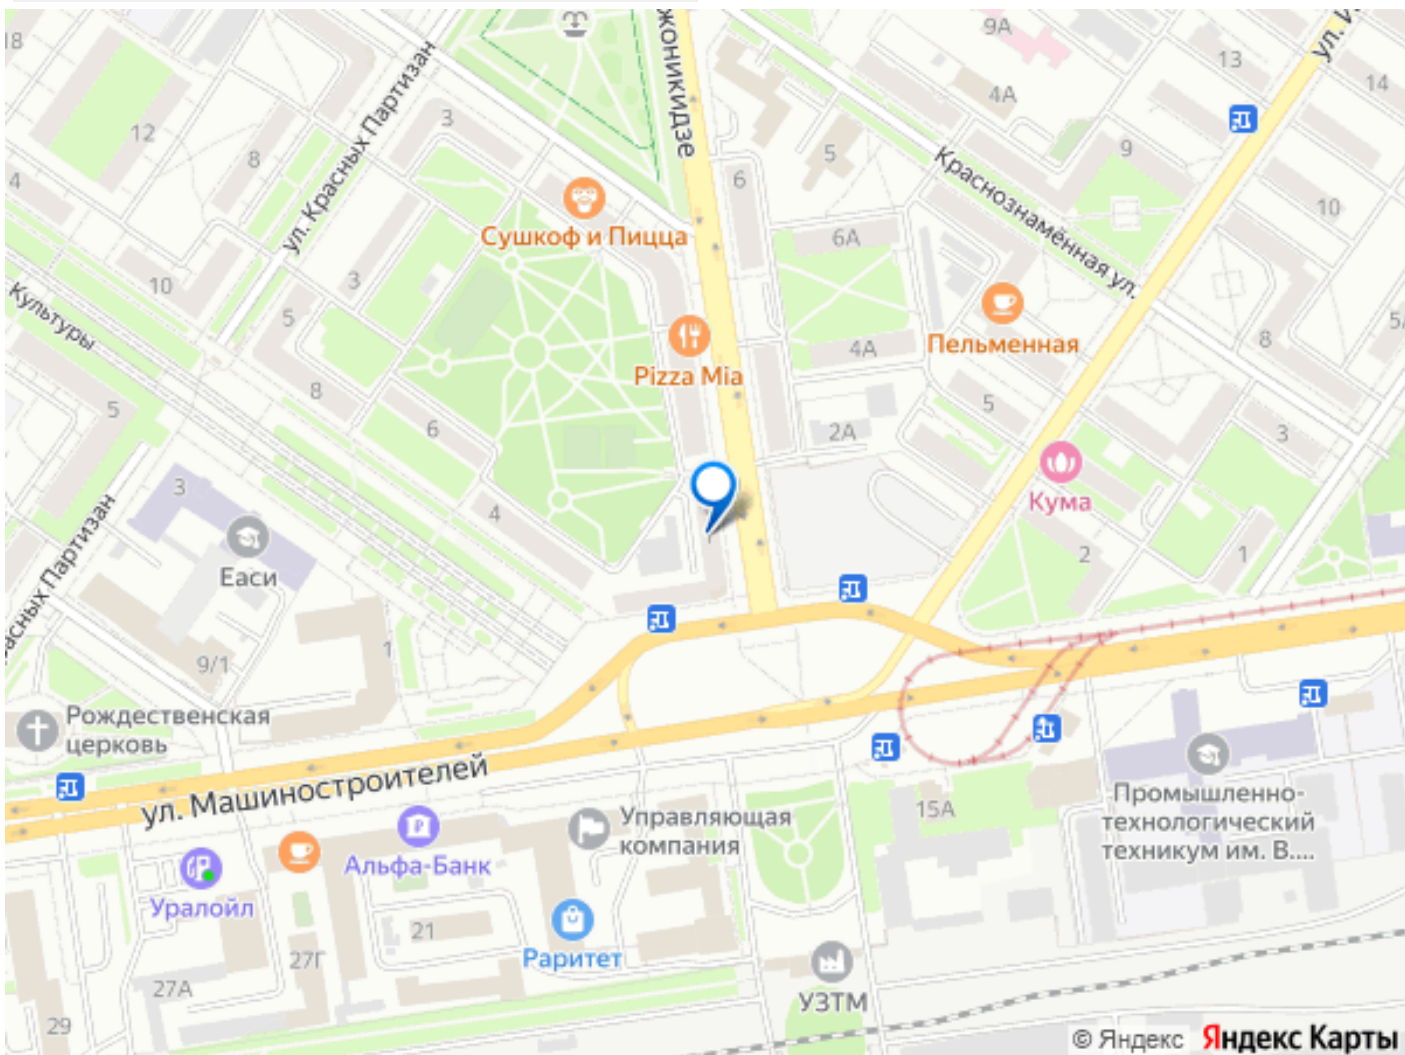 18
9А
ул. И
13
14
жоникидзе
4А
ул. Красных Партизан
3
12
8
9
5
Краснознамённая ул.
4
6
10
Сушкоф и Пицца
6А
10
3
Культуры
5
Пельменная
8
4А
Pizza Mia
8
5
5
6
2А
3
Кума
3
4
Еаси
2
1
асных Партизан
9/1
1
Рождественская
церковь
ул. Машиностроителей
Управляющая
компания
15А
Промышленно-
технологический
техникум им. В....
Альфа-Банк
Уралойл
21
Раритет
27Г
27А
УЗТМ
29
© Яндекс Яндекс Карты